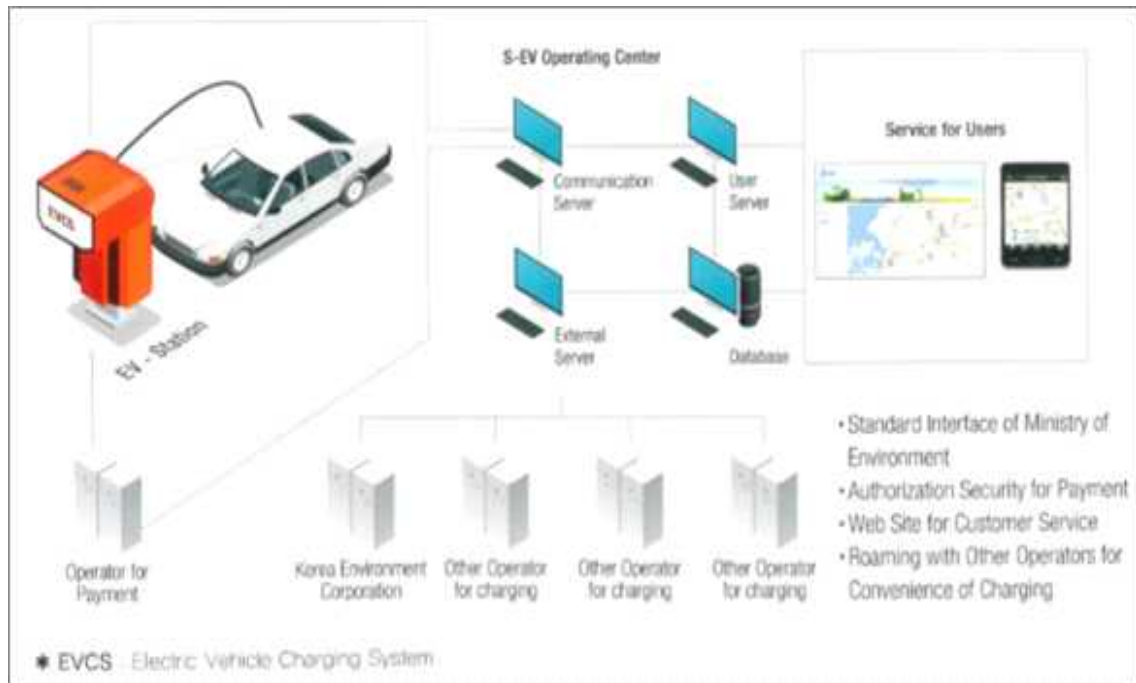 S-EV Operating Center
Service for Users
EVCS
Communication
Server
User
Server
EV - Station
External
Server
Database
Operator for
Payment
Korea Environment
Corporation
Other Operator
for charging
Other Operator
for charging
Other Operator
for charging
• Standard Interface of Ministry of
Environment
• Authorization Security for Payment
• Web Site for Customer Service
• Roaming with Other Operators for
Convenience of Charging
* EVCS : Electric Vehicle Charging System